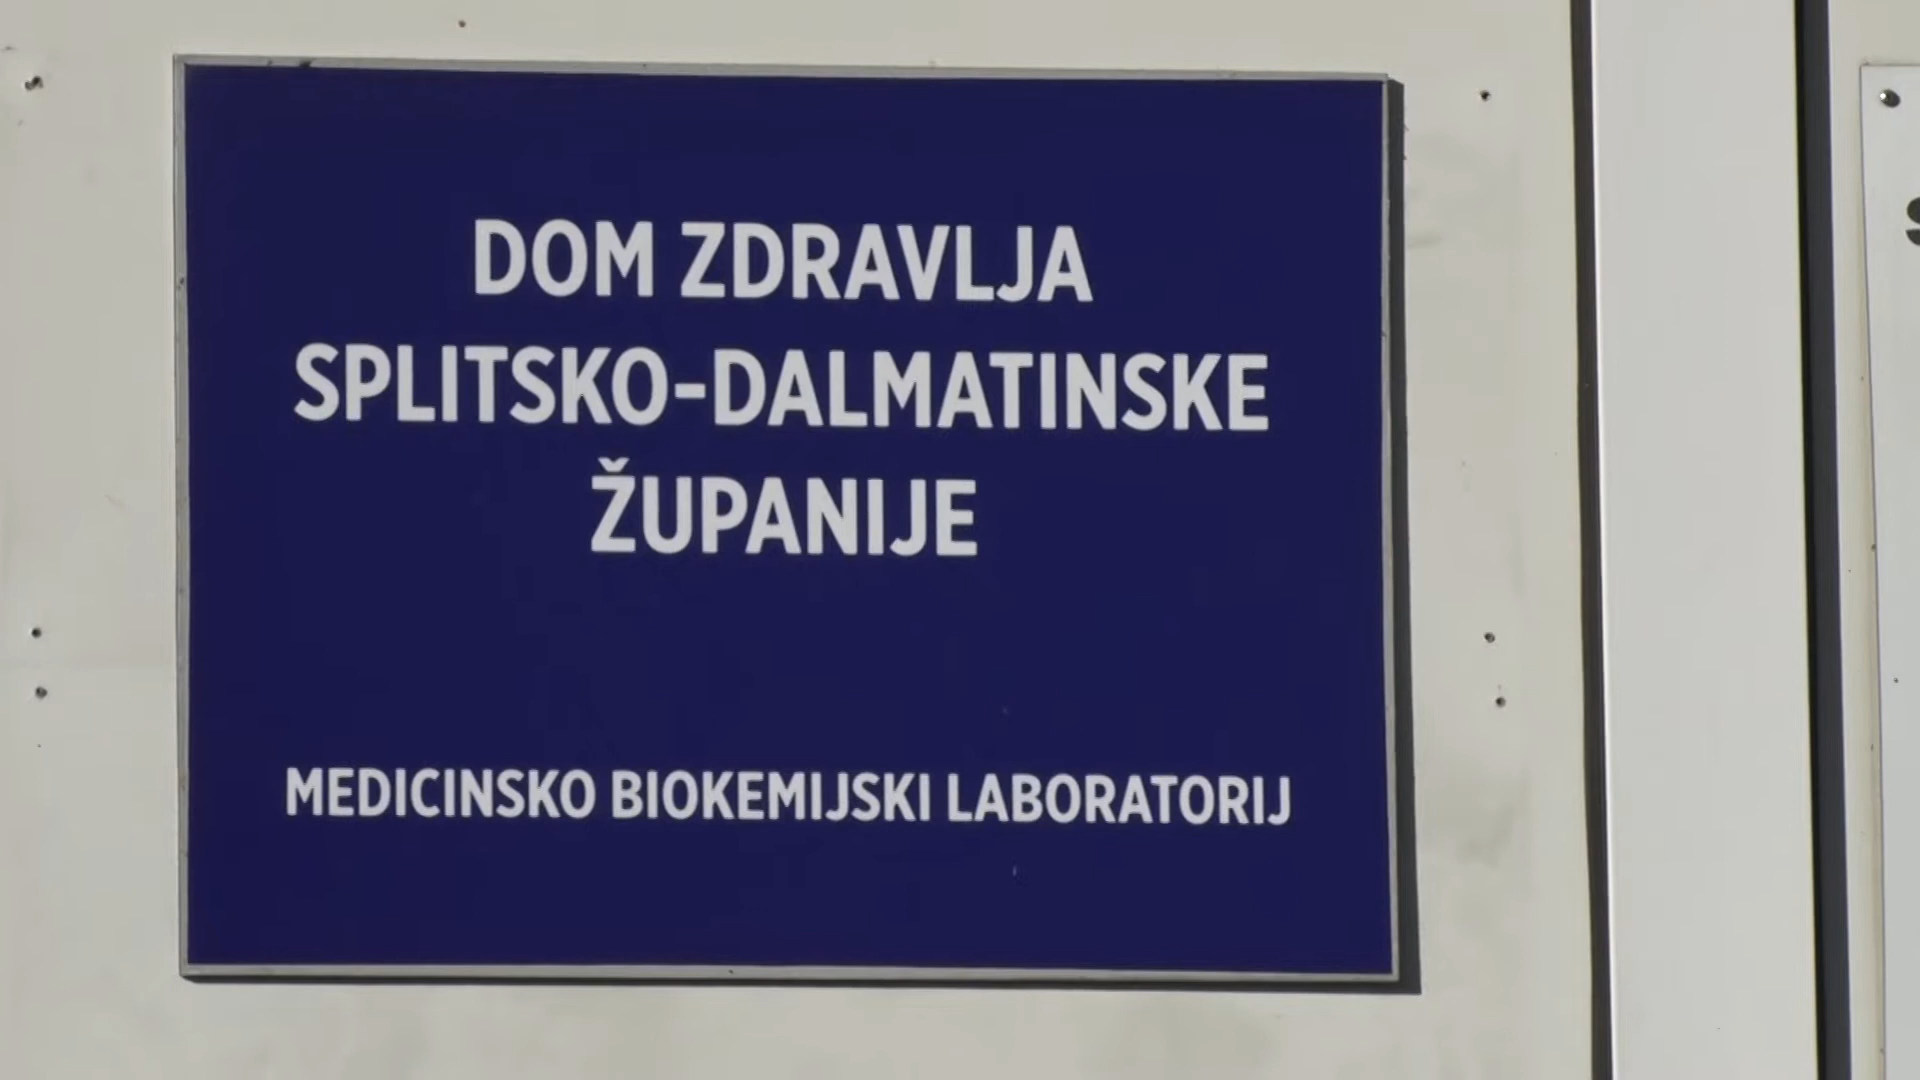 DOM ZDRAVLJA
SPLITSKO-DALMATINSKE
ŽUPANIJE
MEDICINSKO BIOKEMIJSKI LABORATORIJ